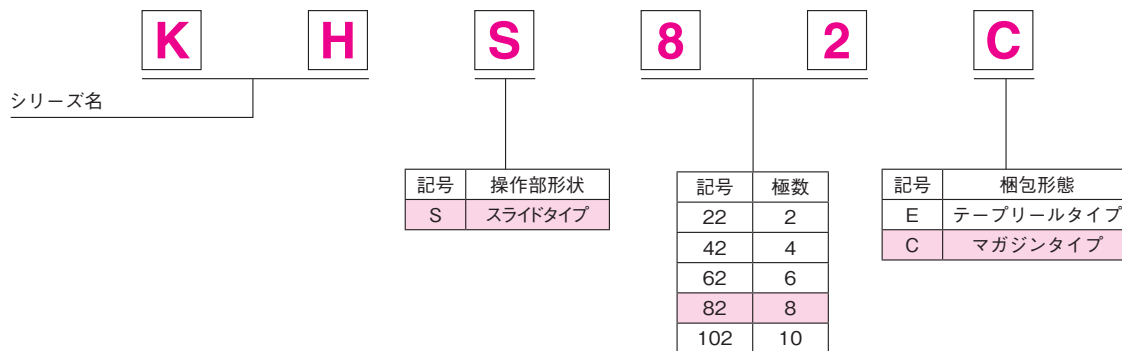 K H S 8 2 C
シリーズ名
記号 操作部形状
S スライドタイプ
記号 極数
22 2
42 4
62 6
82 8
102 10
記号 梱包形態
E テープリールタイプ
C マガジンタイプ